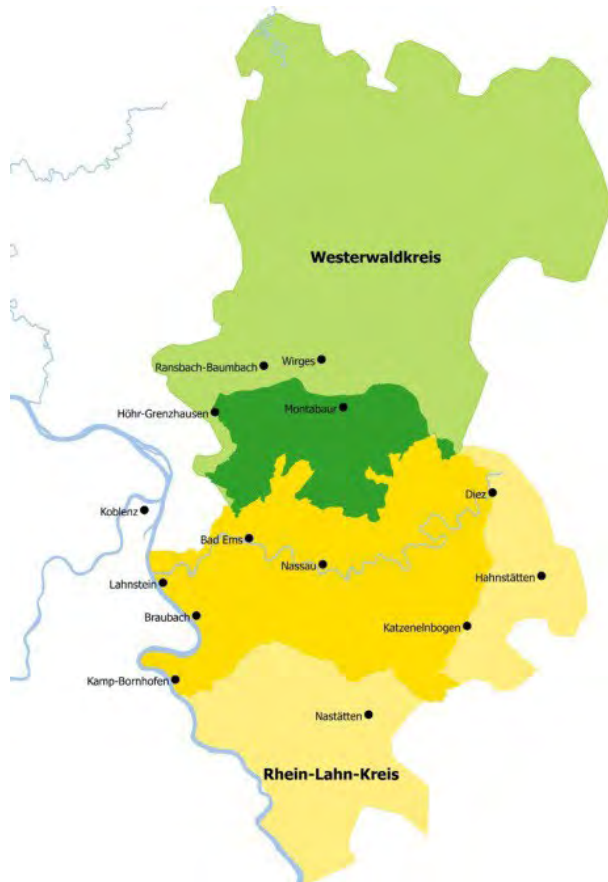 Westerwaldkreis
Wirges
Ransbach-Baumbach
Montabaur
Höhr-Grenzhausen
Diez
Koblenz
Bad Ems
Nassau
Hahnstätten
Lahnstein
Braubach
Katzenelnbogen
Kamp-Bornhofen
Nastätten
Rhein-Lahn-Kreis